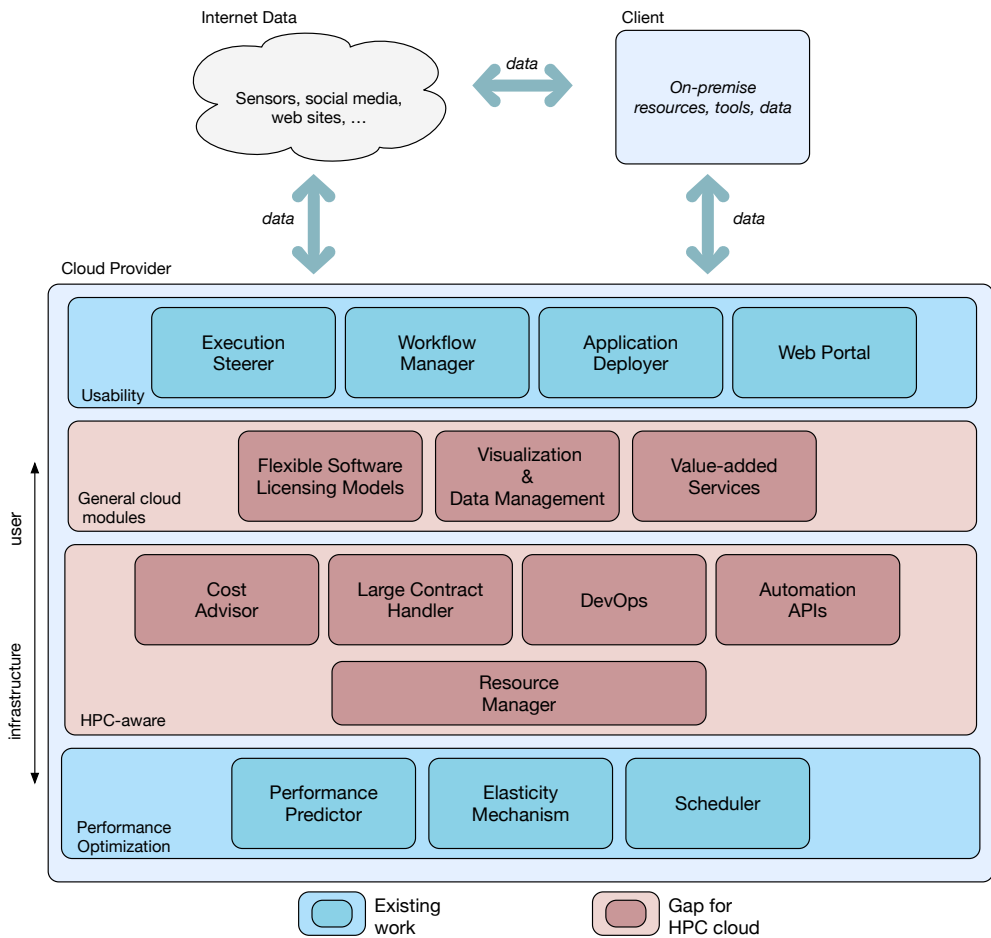 Internet Data
Client
Sensors, social media,
web sites, …
data
On-premise
resources, tools, data
data
data
Cloud Provider
Execution
Steerer
Workflow
Manager
Application
Deployer
Web Portal
Usability
Flexible Software
Licensing Models
Visualization
&
Data Management
Value-added
Services
General cloud
modules
user
infrastructure
Cost
Advisor
Large Contract
Handler
DevOps
Automation
APIs
Resource
Manager
HPC-aware
Performance
Predictor
Elasticity
Mechanism
Scheduler
Performance
Optimization
Existing
work
Gap for
HPC cloud